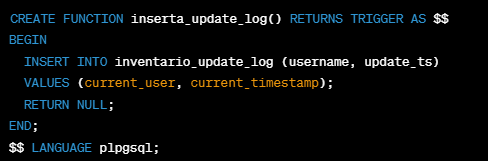 CREATE FUNCTION inserta_update_log() RETURNS TRIGGER AS $$
BEGIN
  INSERT INTO inventario_update_log (username, update_ts)
  VALUES (current_user, current_timestamp);
  RETURN NULL;
END;
$$ LANGUAGE plpgsql;